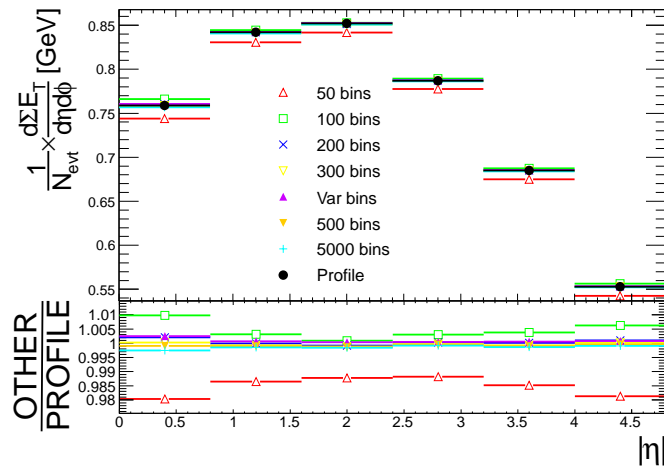 1/N_evt × dΣE_T/dηdϕ [GeV]
0.85
0.8
0.75
0.7
0.65
0.6
0.55
50 bins
100 bins
200 bins
300 bins
Var bins
500 bins
5000 bins
Profile
OTHER
PROFILE
1.01
1.005
1
0.995
0.99
0.985
0.98
0 0.5 1 1.5 2 2.5 3 3.5 4 4.5
|η|